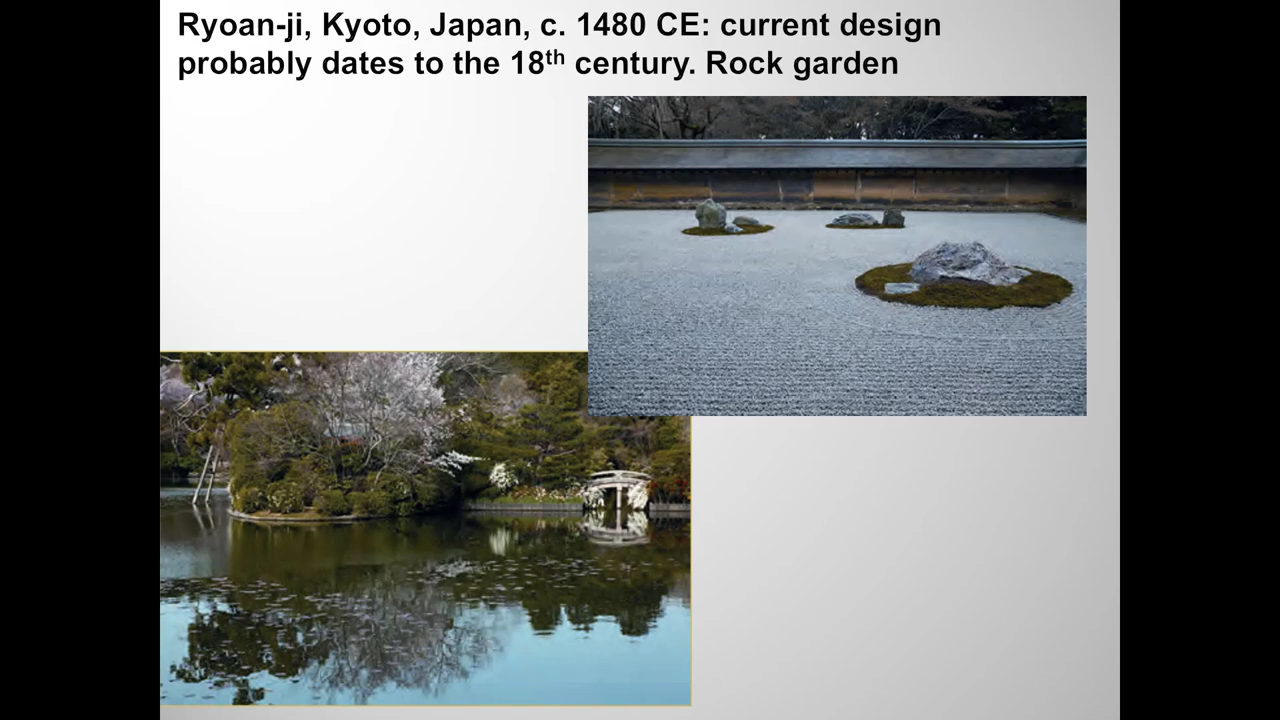 Ryoan-ji, Kyoto, Japan, c. 1480 CE: current design
probably dates to the 18th century. Rock garden